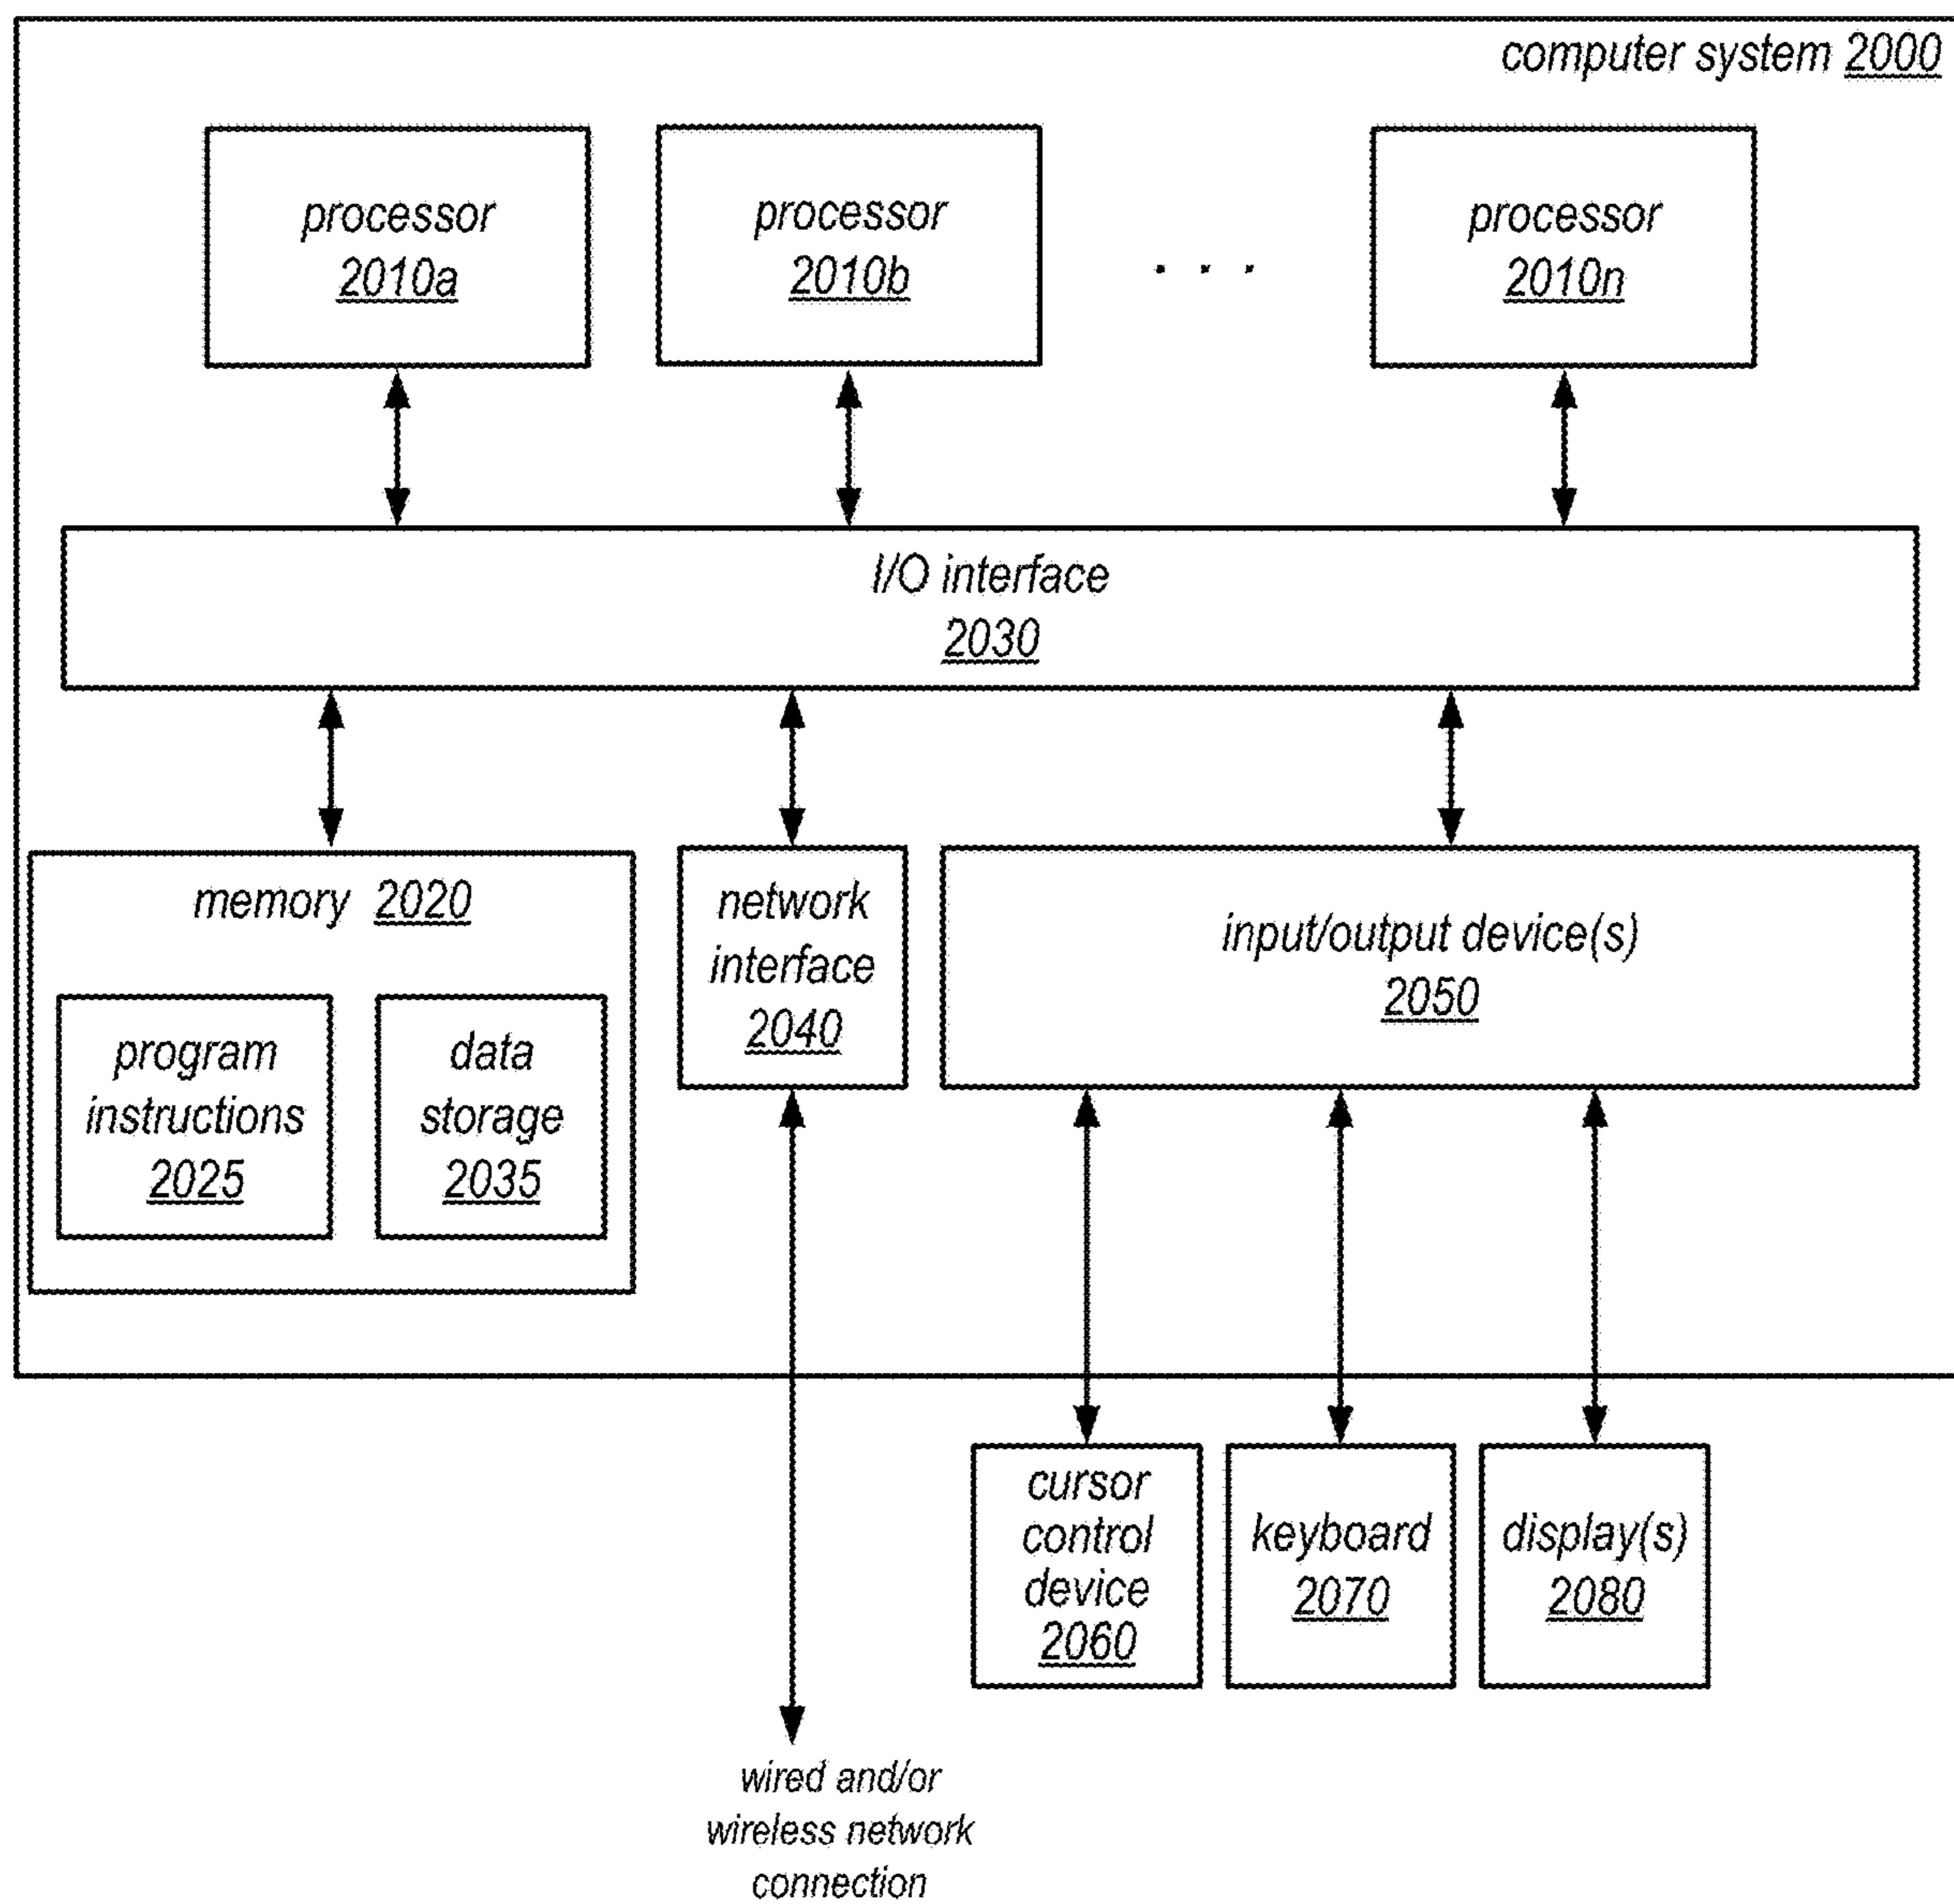 computer system 2000
processor
2010a
processor
2010b
. . .
processor
2010n
I/O interface
2030
memory 2020
program
instructions
2025
data
storage
2035
network
interface
2040
input/output device(s)
2050
cursor
control
device
2060
keyboard
2070
display(s)
2080
wired and/or
wireless network
connection